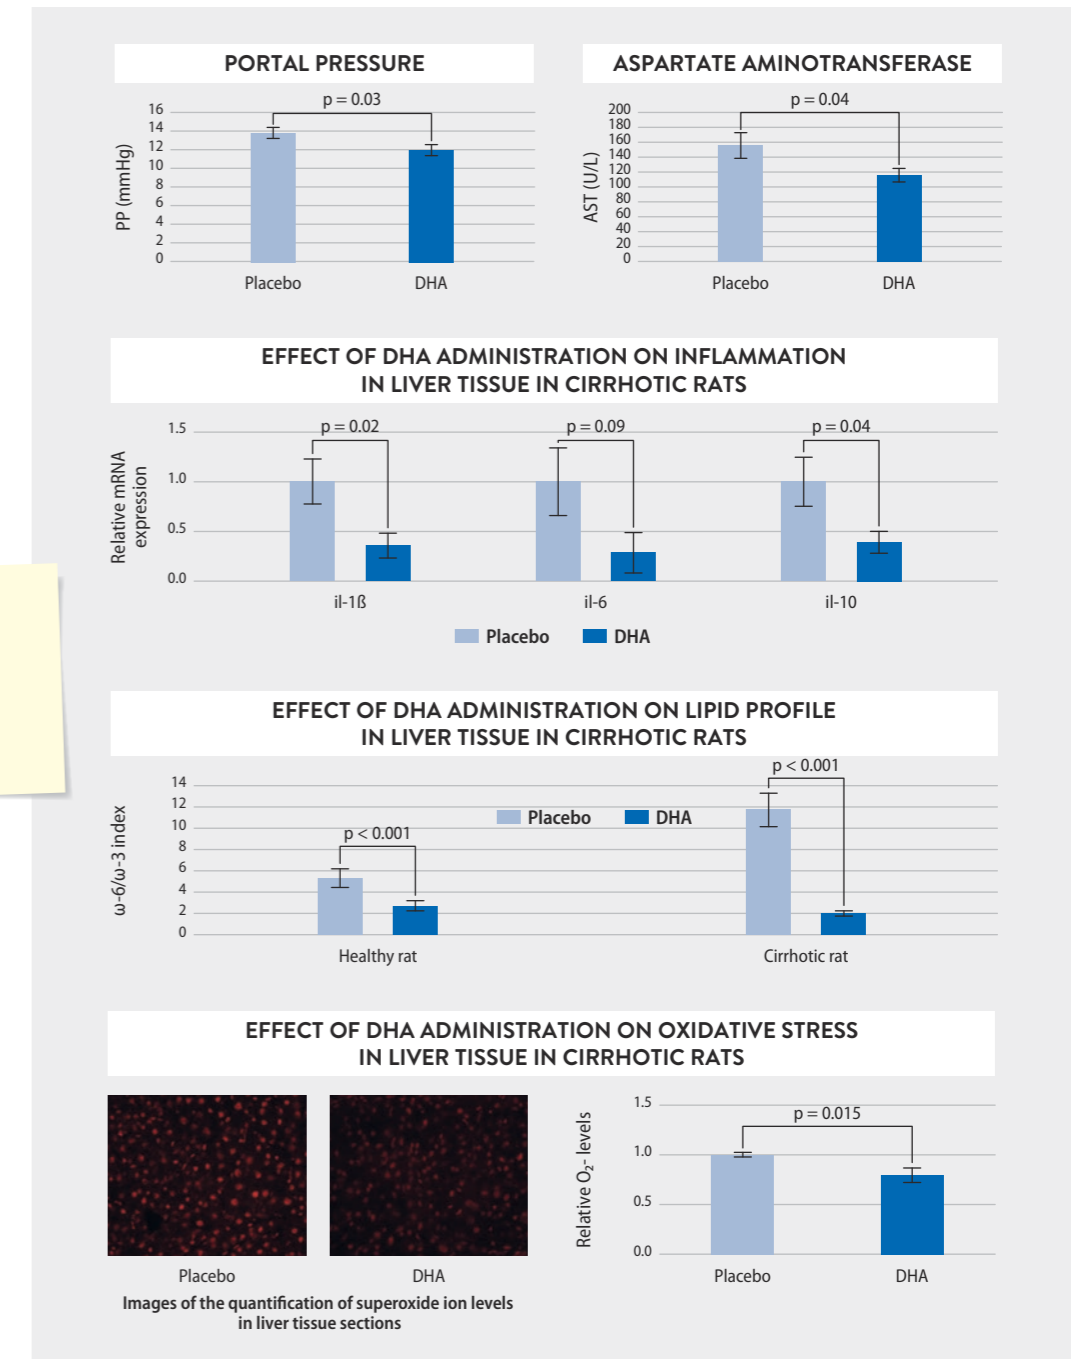 PORTAL PRESSURE
p = 0.03
PP (mmHg)
16
14
12
10
8
6
4
2
0
Placebo
DHA
ASPARTATE AMINOTRANSFERASE
p = 0.04
AST (U/L)
200
180
160
140
120
100
80
60
40
20
0
Placebo
DHA
EFFECT OF DHA ADMINISTRATION ON INFLAMMATION
IN LIVER TISSUE IN CIRRHOTIC RATS
Relative mRNA
expression
1.5
1.0
0.5
0.0
p = 0.02
p = 0.09
p = 0.04
il-1ß
il-6
il-10
Placebo
DHA
EFFECT OF DHA ADMINISTRATION ON LIPID PROFILE
IN LIVER TISSUE IN CIRRHOTIC RATS
ω-6/ω-3 index
14
12
10
8
6
4
2
0
p < 0.001
p < 0.001
Placebo
DHA
Healthy rat
Cirrhotic rat
EFFECT OF DHA ADMINISTRATION ON OXIDATIVE STRESS
IN LIVER TISSUE IN CIRRHOTIC RATS
Placebo
DHA
Images of the quantification of superoxide ion levels
in liver tissue sections
Relative O₂- levels
1.5
1.0
0.5
0.0
p = 0.015
Placebo
DHA